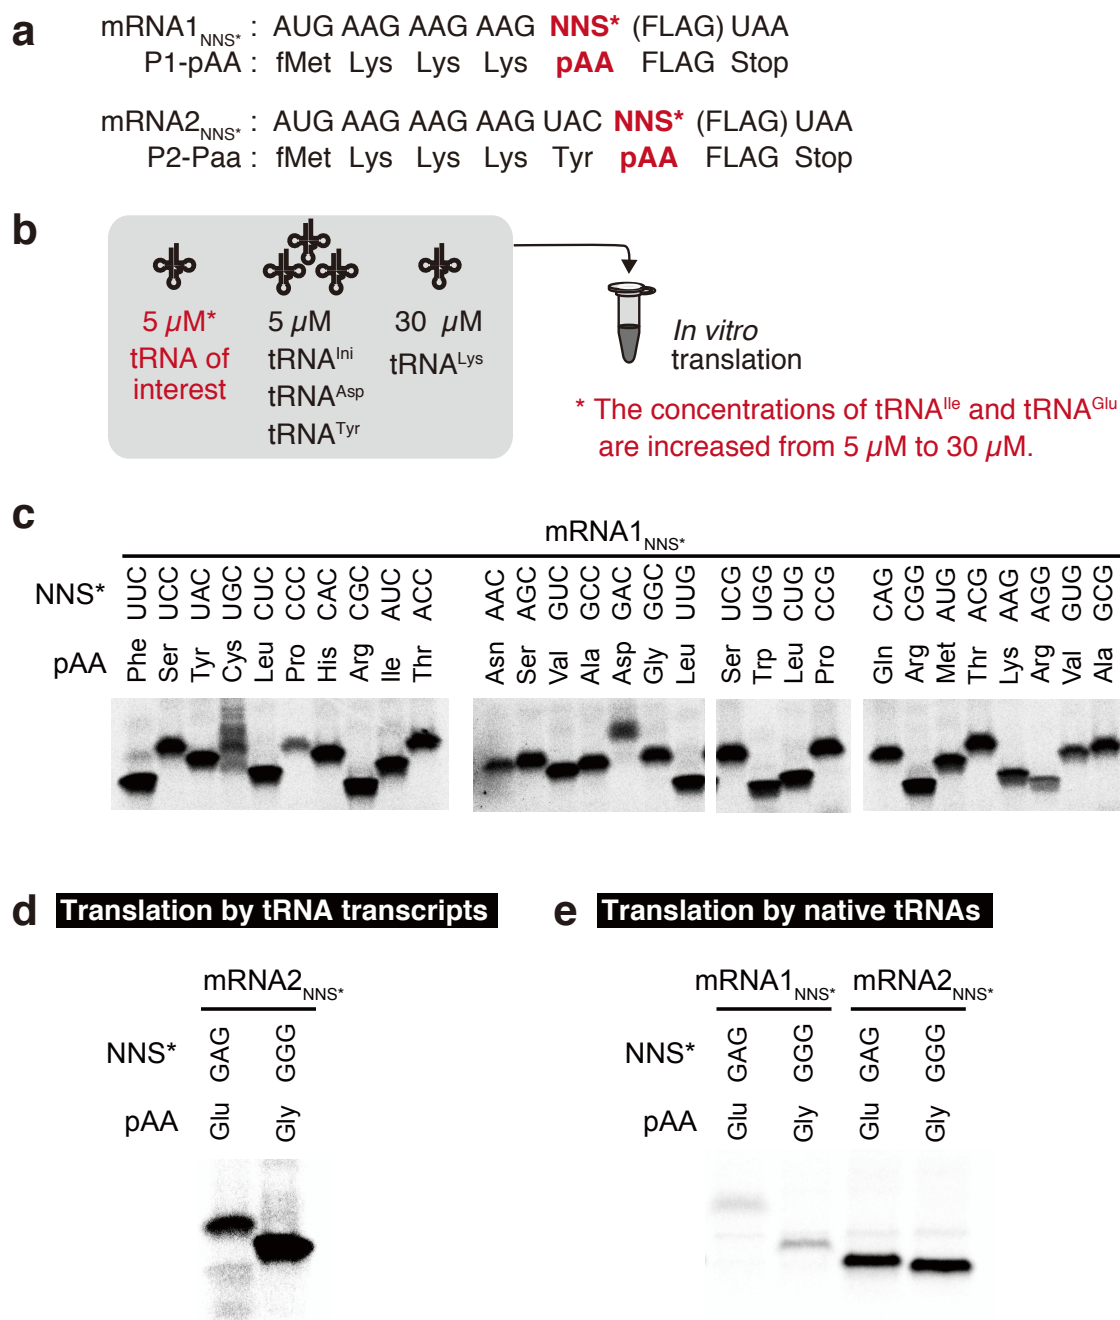 a
mRNA1NNS* : AUG AAG AAG AAG NNS* (FLAG) UAA
P1-pAA : fMet Lys Lys Lys pAA FLAG Stop
mRNA2NNS* : AUG AAG AAG AAG UAC NNS* (FLAG) UAA
P2-Paa : fMet Lys Lys Lys Tyr pAA FLAG Stop
b
5 µM*
tRNA of
interest
5 µM
tRNAIni
tRNAAsp
tRNATyr
30 µM
tRNALys
In vitro
translation
* The concentrations of tRNAIle and tRNAGlu
are increased from 5 µM to 30 µM.
c
mRNA1NNS*
NNS* UUC UCC UAC UGC CUC CCC CAC CGC AUC ACC AAC AGC GUC GCC GAC GGC UUG UCG UGG CUG CCG CAG CGG AUG ACG AAG AGG GUG GCG
pAA Phe Ser Tyr Cys Leu Pro His Arg Ile Thr Asn Ser Val Ala Asp Gly Leu Ser Trp Leu Pro Gln Arg Met Thr Lys Arg Val Ala
d Translation by tRNA transcripts
mRNA2NNS*
NNS* GAG GGG
pAA Glu Gly
e Translation by native tRNAs
mRNA1NNS* mRNA2NNS*
NNS* GAG GGG GAG GGG
pAA Glu Gly Glu Gly